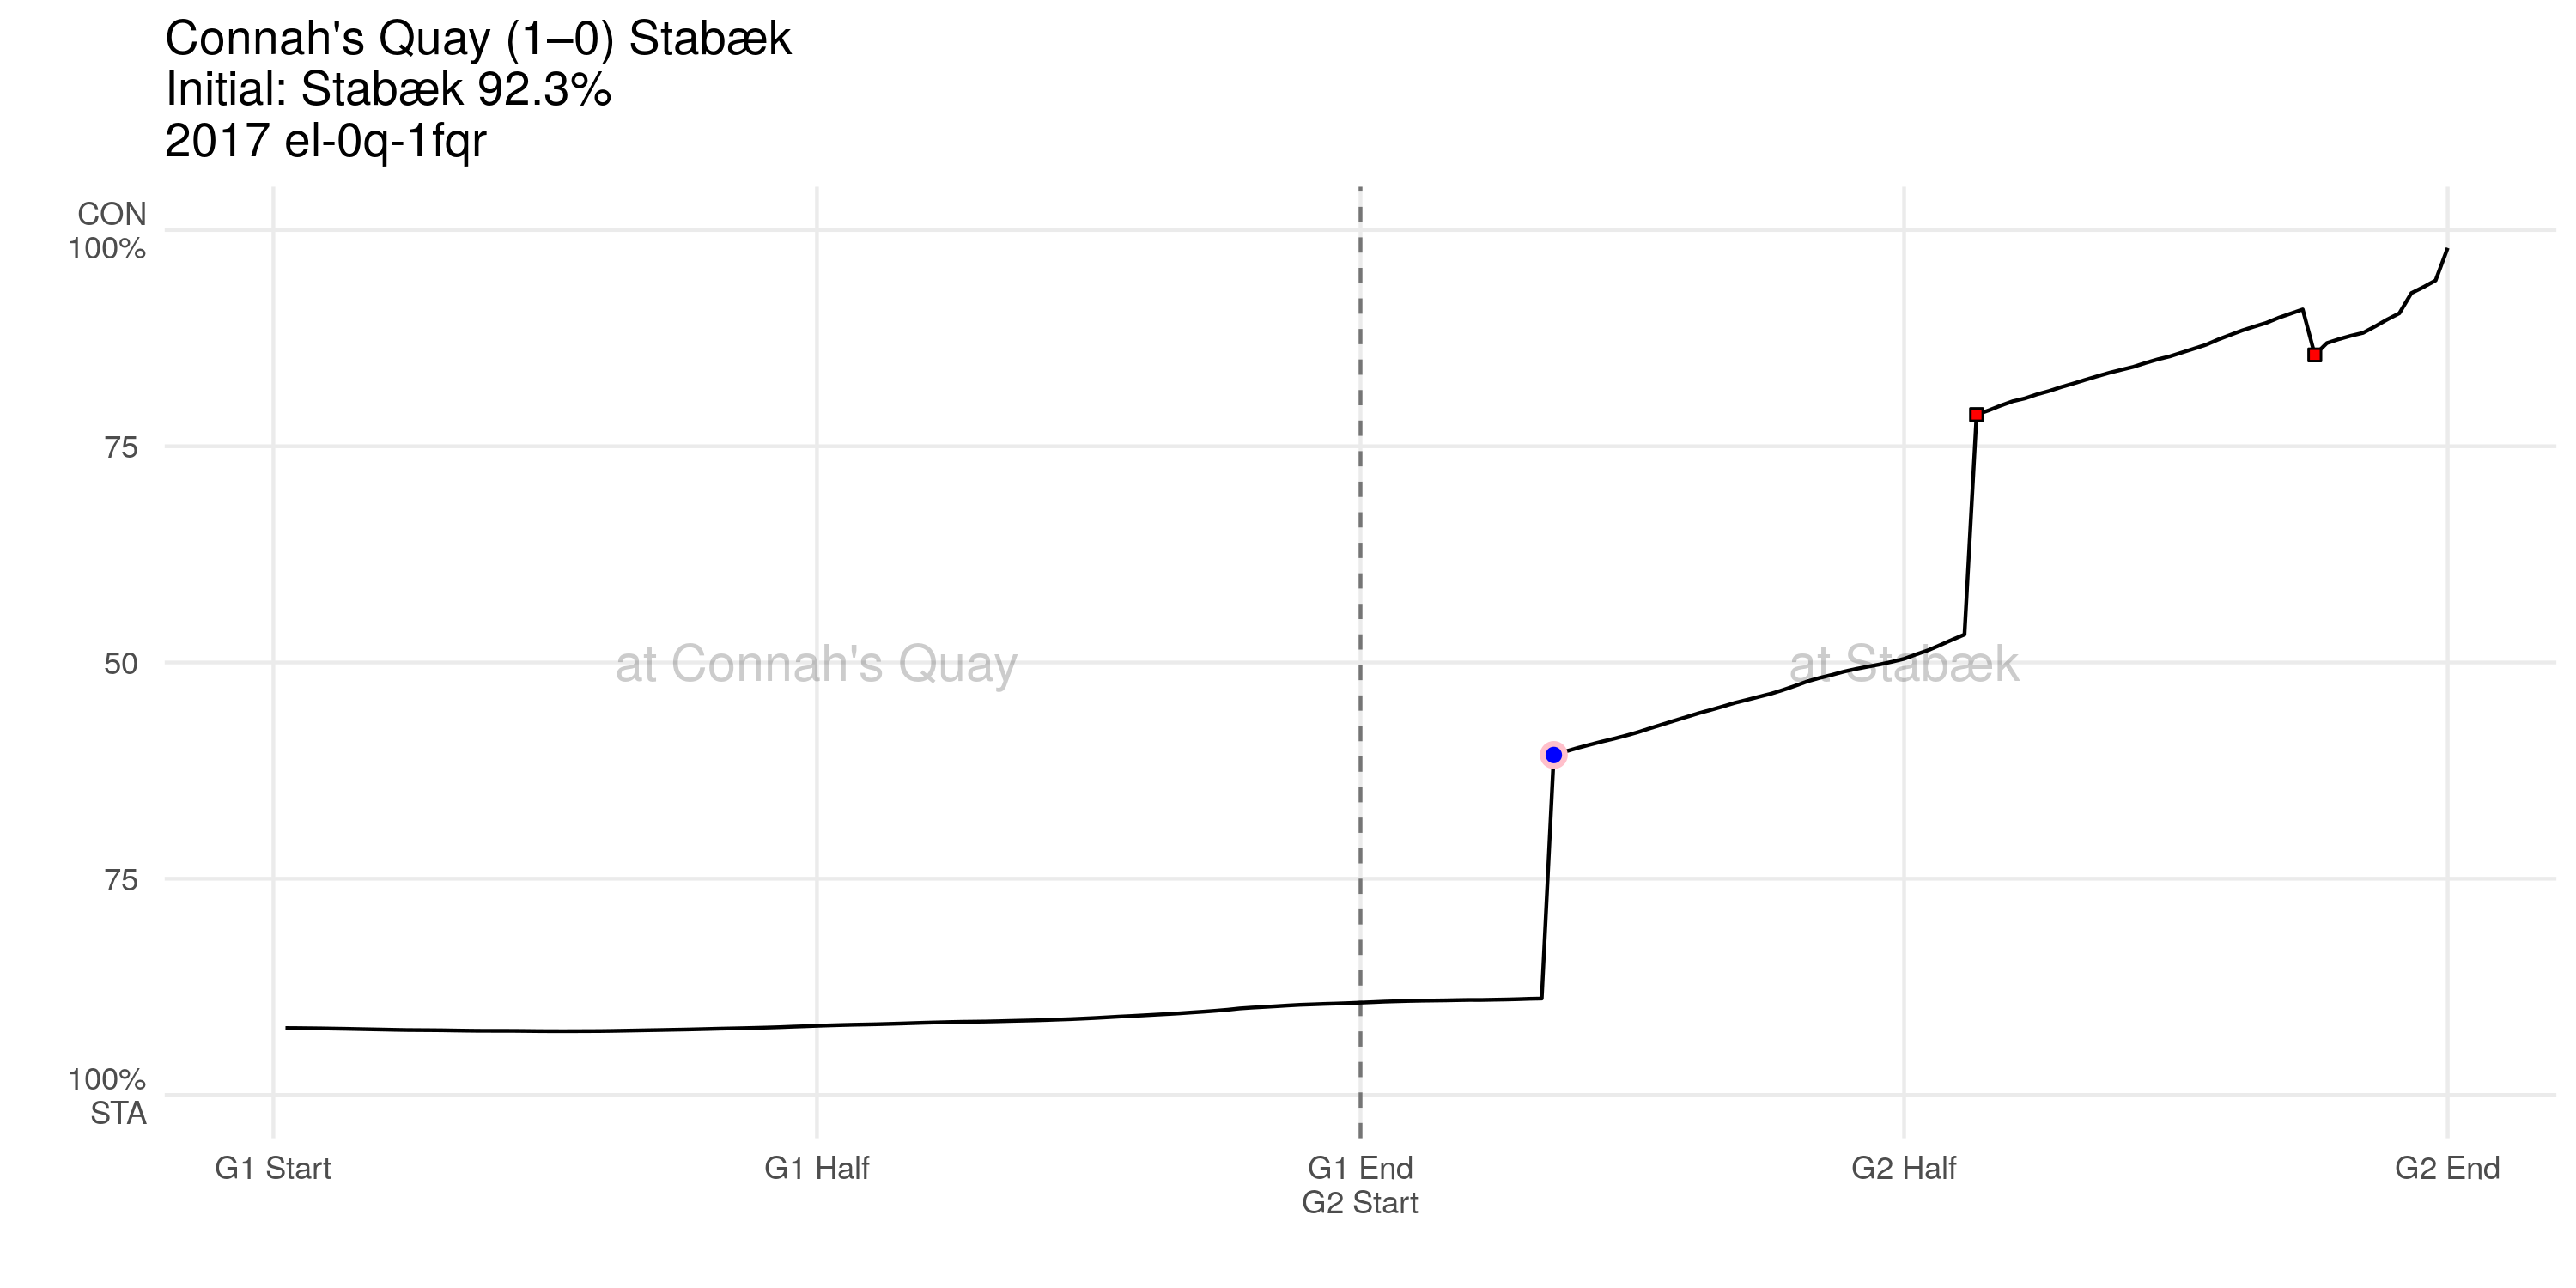 Connah's Quay (1–0) Stabæk
Initial: Stabæk 92.3%
2017 el-0q-1fqr
CON
100%
75
50
75
100%
STA
at Connah's Quay
at Stabæk
G1 Start
G1 Half
G1 End
G2 Start
G2 Half
G2 End